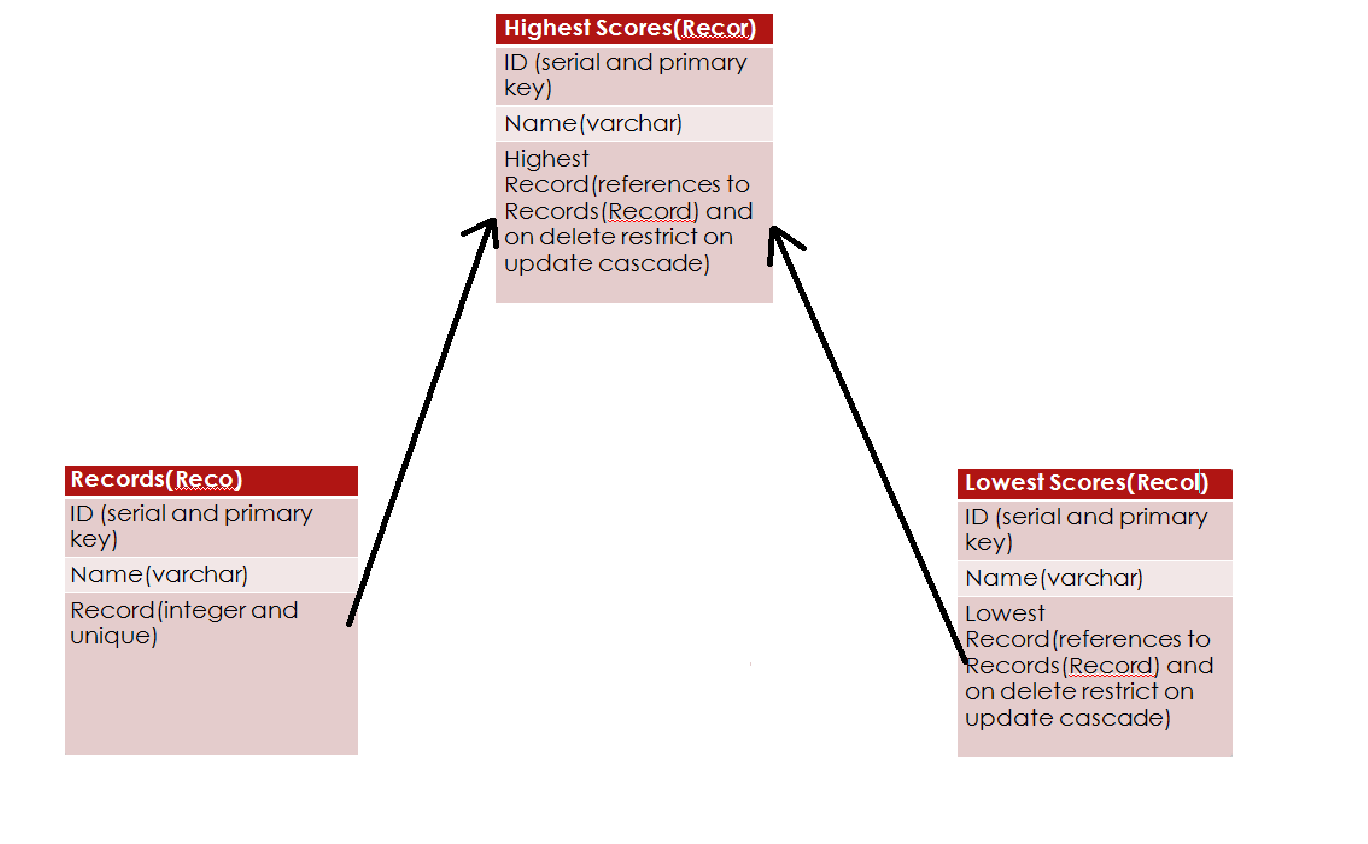 Highest Scores(Recor)
ID (serial and primary
key)
Name(varchar)
Highest
Record(references to
Records(Record) and
on delete restrict on
update cascade)
Records(Reco)
ID (serial and primary
key)
Name(varchar)
Record(integer and
unique)
Lowest Scores(Recol)
ID (serial and primary
key)
Name(varchar)
Lowest
Record(references to
Records(Record) and
on delete restrict on
update cascade)